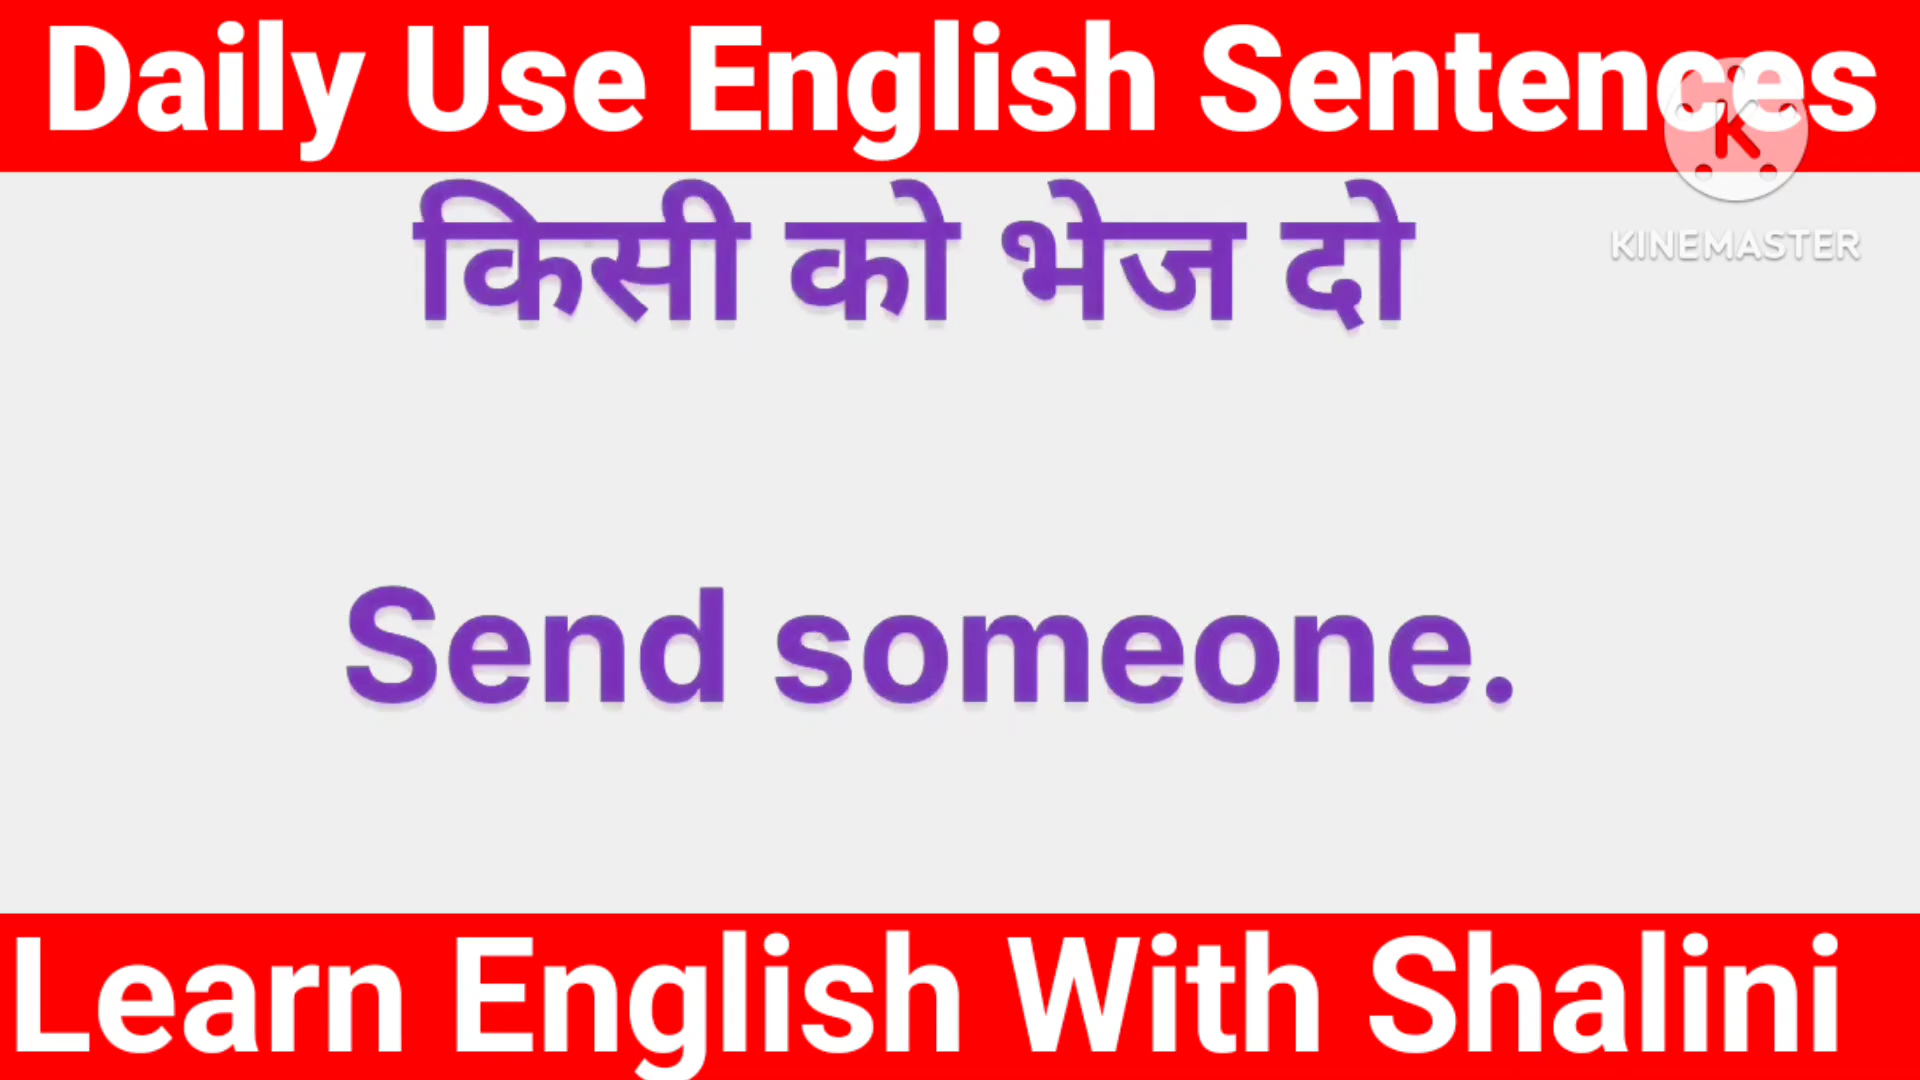 Daily Use English Sentences
K
KINEMASTER
किसी को भेज दो
Send someone.
Learn English With Shalini